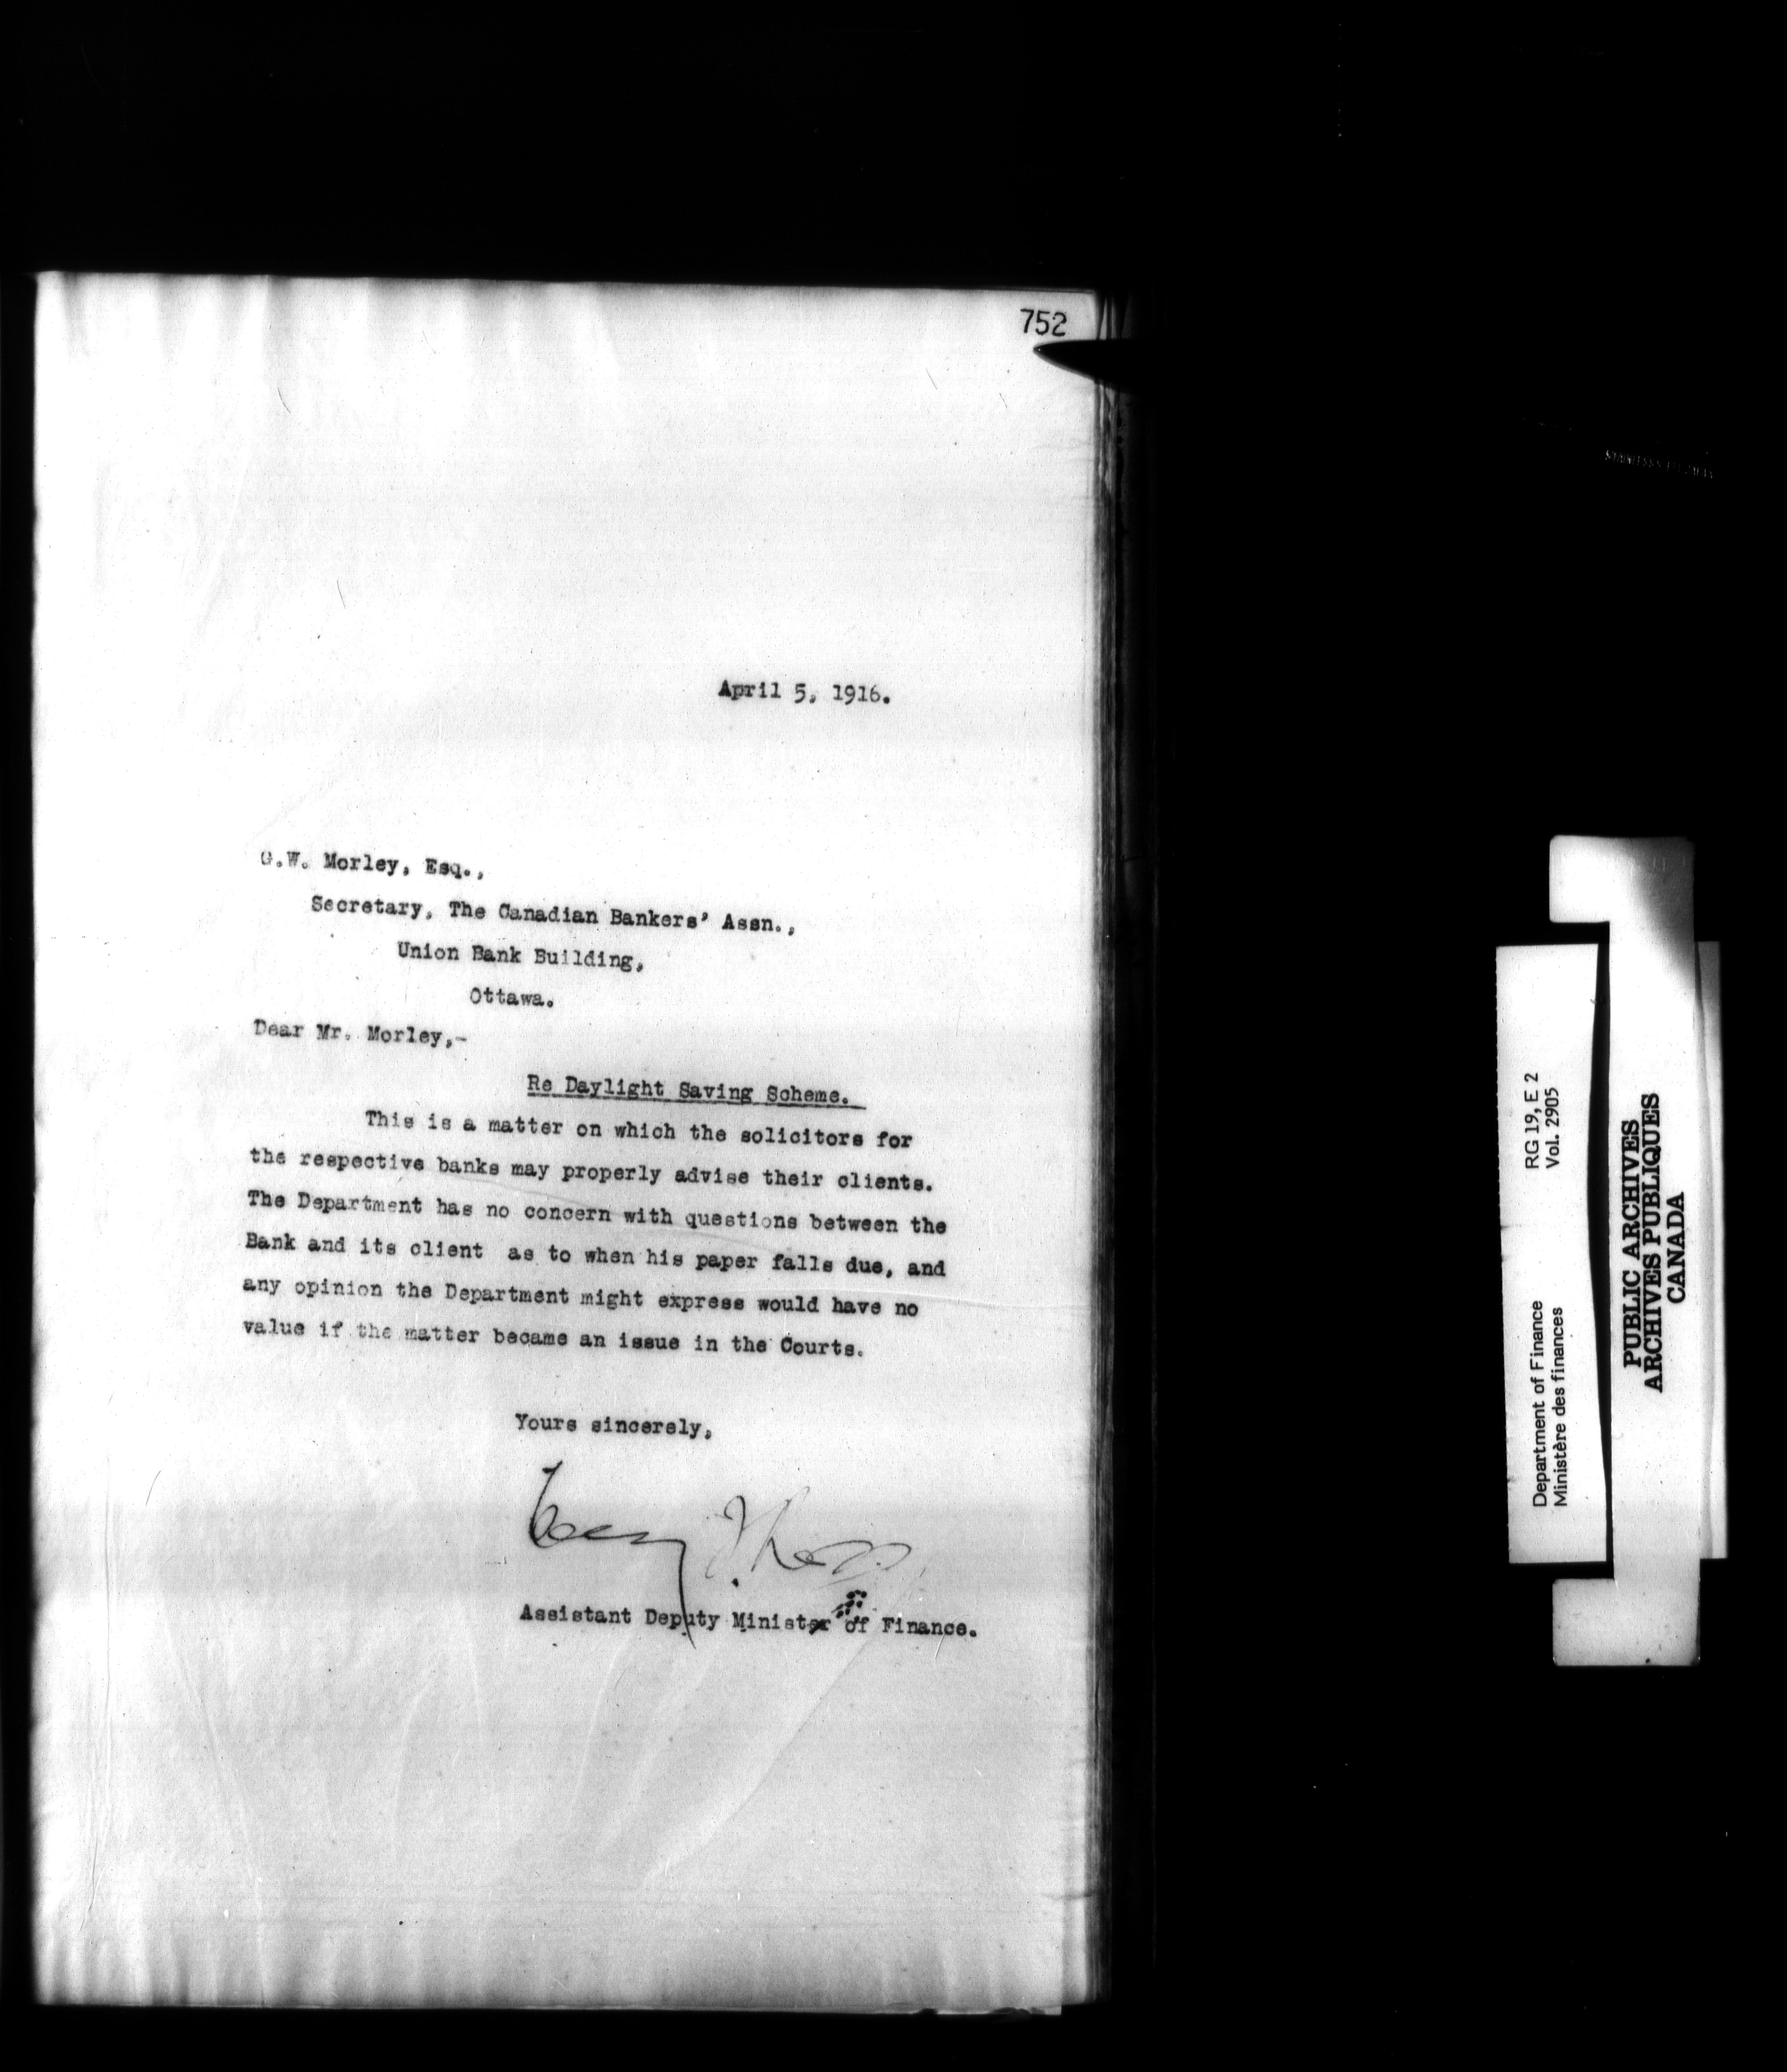 752
April 5, 1916.
G.W. Morley, Esq.,
Secretary, The Canadian Bankers' Assn.,
Union Bank Building,
Ottawa.
Dear Mr. Morley,-
Re Daylight Saving Scheme.
This is a matter on which the solicitors for
the respective banks may properly advise their clients.
The Department has no concern with questions between the
Bank and its client as to when his paper falls due, and
any opinion the Department might express would have no
value if the matter became an issue in the Courts.
Yours sincerely,
Assistant Deputy Minister of Finance.
RG 19, E 2
Vol. 2905
Department of Finance
Ministère des finances
PUBLIC ARCHIVES
ARCHIVES PUBLIQUES
CANADA